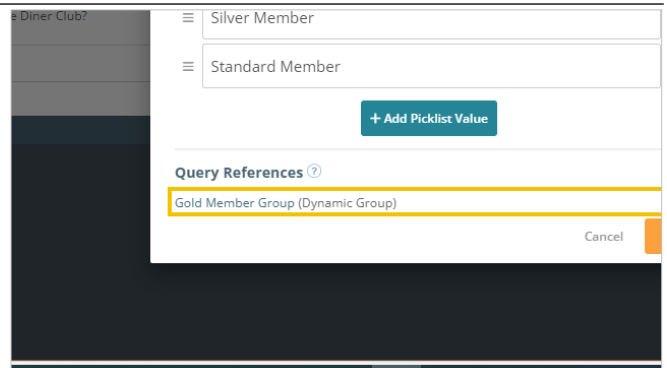 e Diner Club?
Silver Member
Standard Member
+ Add Picklist Value
Query References ?
Gold Member Group (Dynamic Group)
Cancel